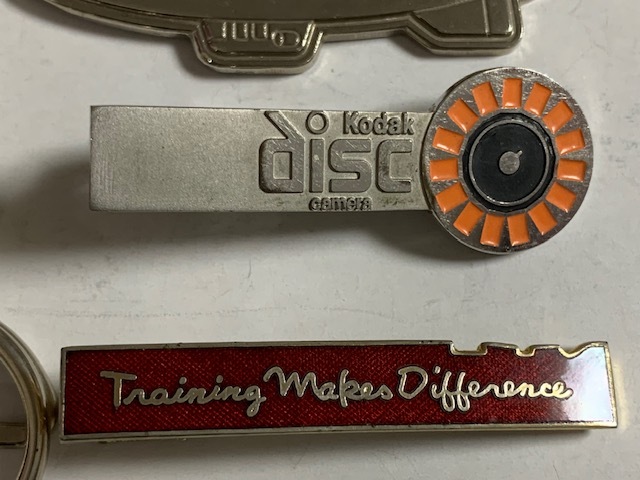 Kodak
disc
camera
Training Makes Difference